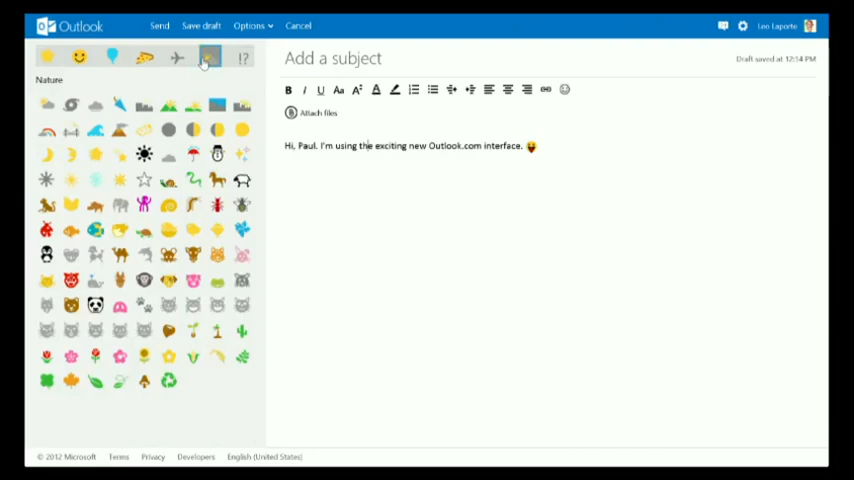 Outlook Send Save draft Options Cancel Leo Laporte
!?
Add a subject Draft saved at 12:14 PM
Nature
B I U Aa A A
Attach files
Hi, Paul. I'm using the exciting new Outlook.com interface.
© 2012 Microsoft Terms Privacy Developers English (United States)